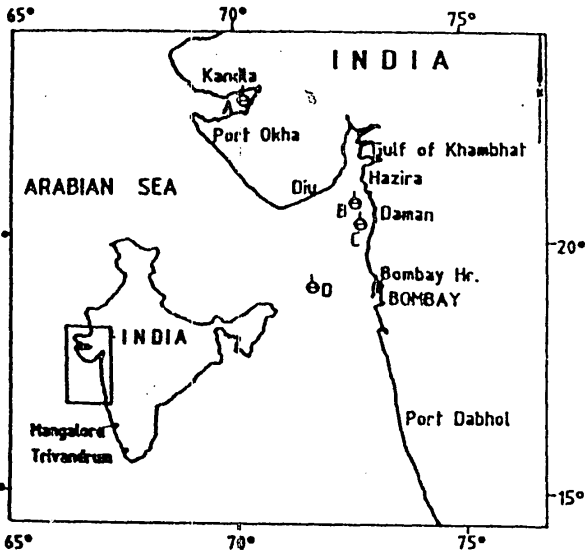 65° 70° 75°
INDIA
Kandla
A
Port Okha
Gulf of Khambhat
Hazira
ARABIAN SEA
Diu
B
Daman
C
20°
Bombay Hr.
D
BOMBAY
INDIA
Port Dabhol
Mangalore
Trivandrum
15°
65° 70° 75°